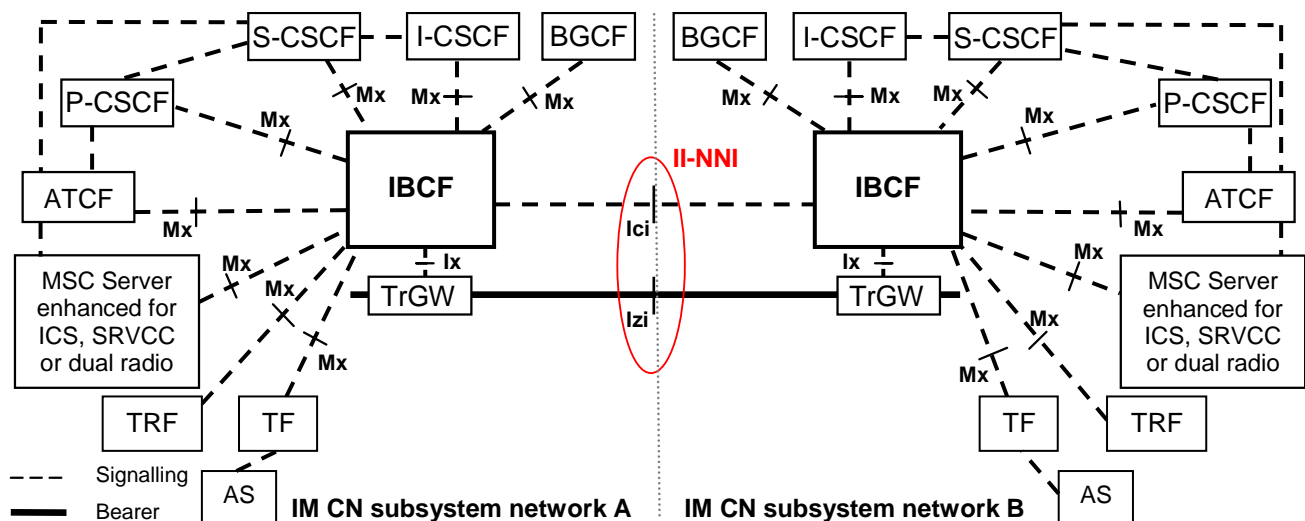 S-CSCF
I-CSCF
BGCF
BGCF
I-CSCF
S-CSCF
P-CSCF
Mx
Mx
Mx
Mx
Mx
Mx
P-CSCF
Mx
Mx
II-NNI
IBCF
IBCF
ATCF
ATCF
Mx
Ici
Mx
Mx
Ix
Ix
Mx
MSC Server
enhanced for
ICS, SRVCC
or dual radio
Mx
TrGW
TrGW
MSC Server
enhanced for
ICS, SRVCC
or dual radio
Izi
Mx
Mx
Mx
TRF
TF
TF
TRF
Signalling
AS
AS
Bearer
IM CN subsystem network A
IM CN subsystem network B